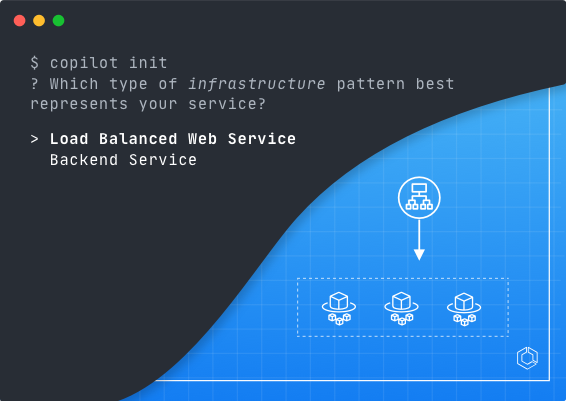 $ copilot init
? Which type of infrastructure pattern best
represents your service?
> Load Balanced Web Service
Backend Service